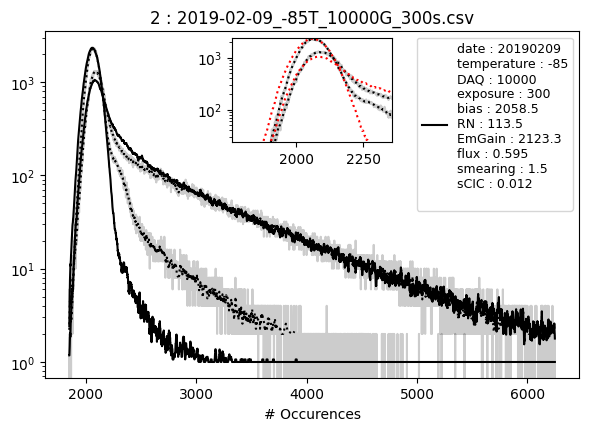 2 : 2019-02-09_-85T_10000G_300s.csv
10³
10²
10¹
10⁰
10³
10²
2000
2250
date : 20190209
temperature : -85
DAQ : 10000
exposure : 300
bias : 2058.5
RN : 113.5
EmGain : 2123.3
flux : 0.595
smearing : 1.5
sCIC : 0.012
2000 3000 4000 5000 6000
# Occurences